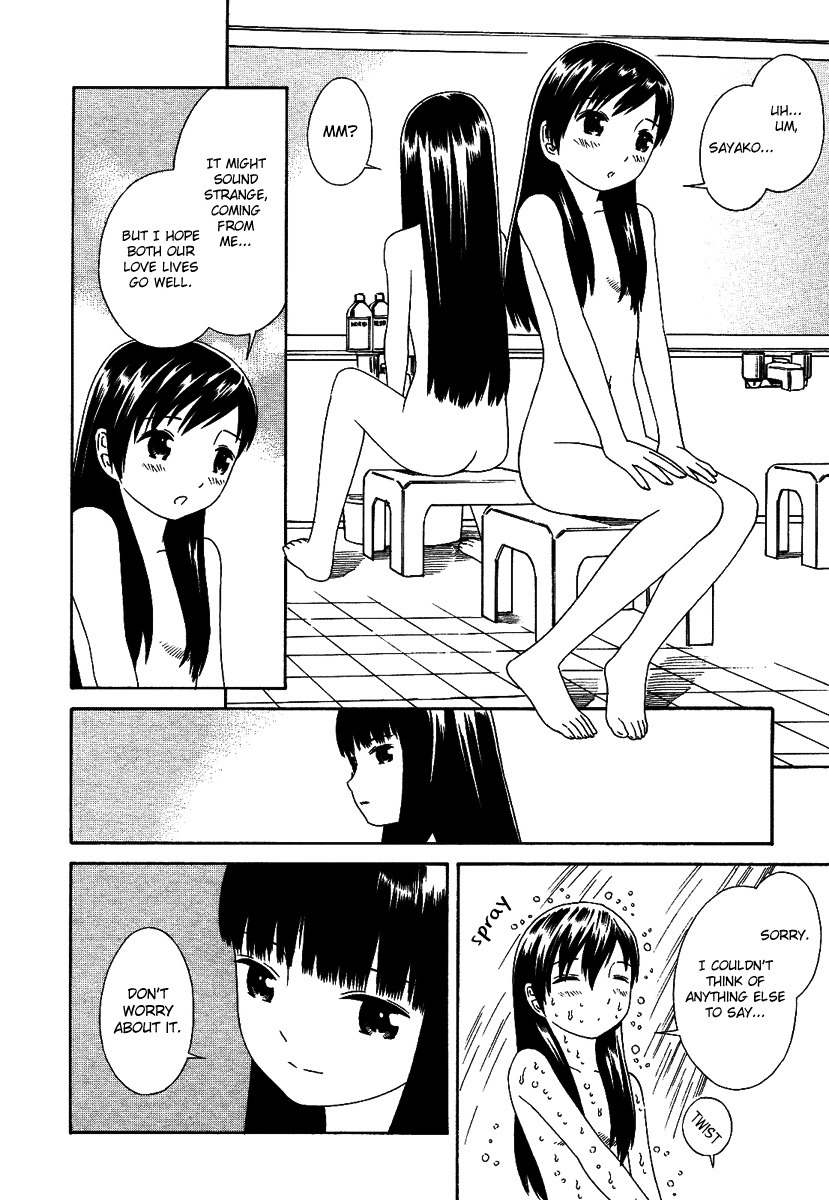 UH...
UM,
SAYAKO...
MM?
IT MIGHT
SOUND
STRANGE,
COMING
FROM
ME...
BUT I HOPE
BOTH OUR
LOVE LIVES
GO WELL.
SORRY.
I COULDN'T
THINK OF
ANYTHING ELSE
TO SAY...
spray
TWIST
DON'T
WORRY
ABOUT IT.